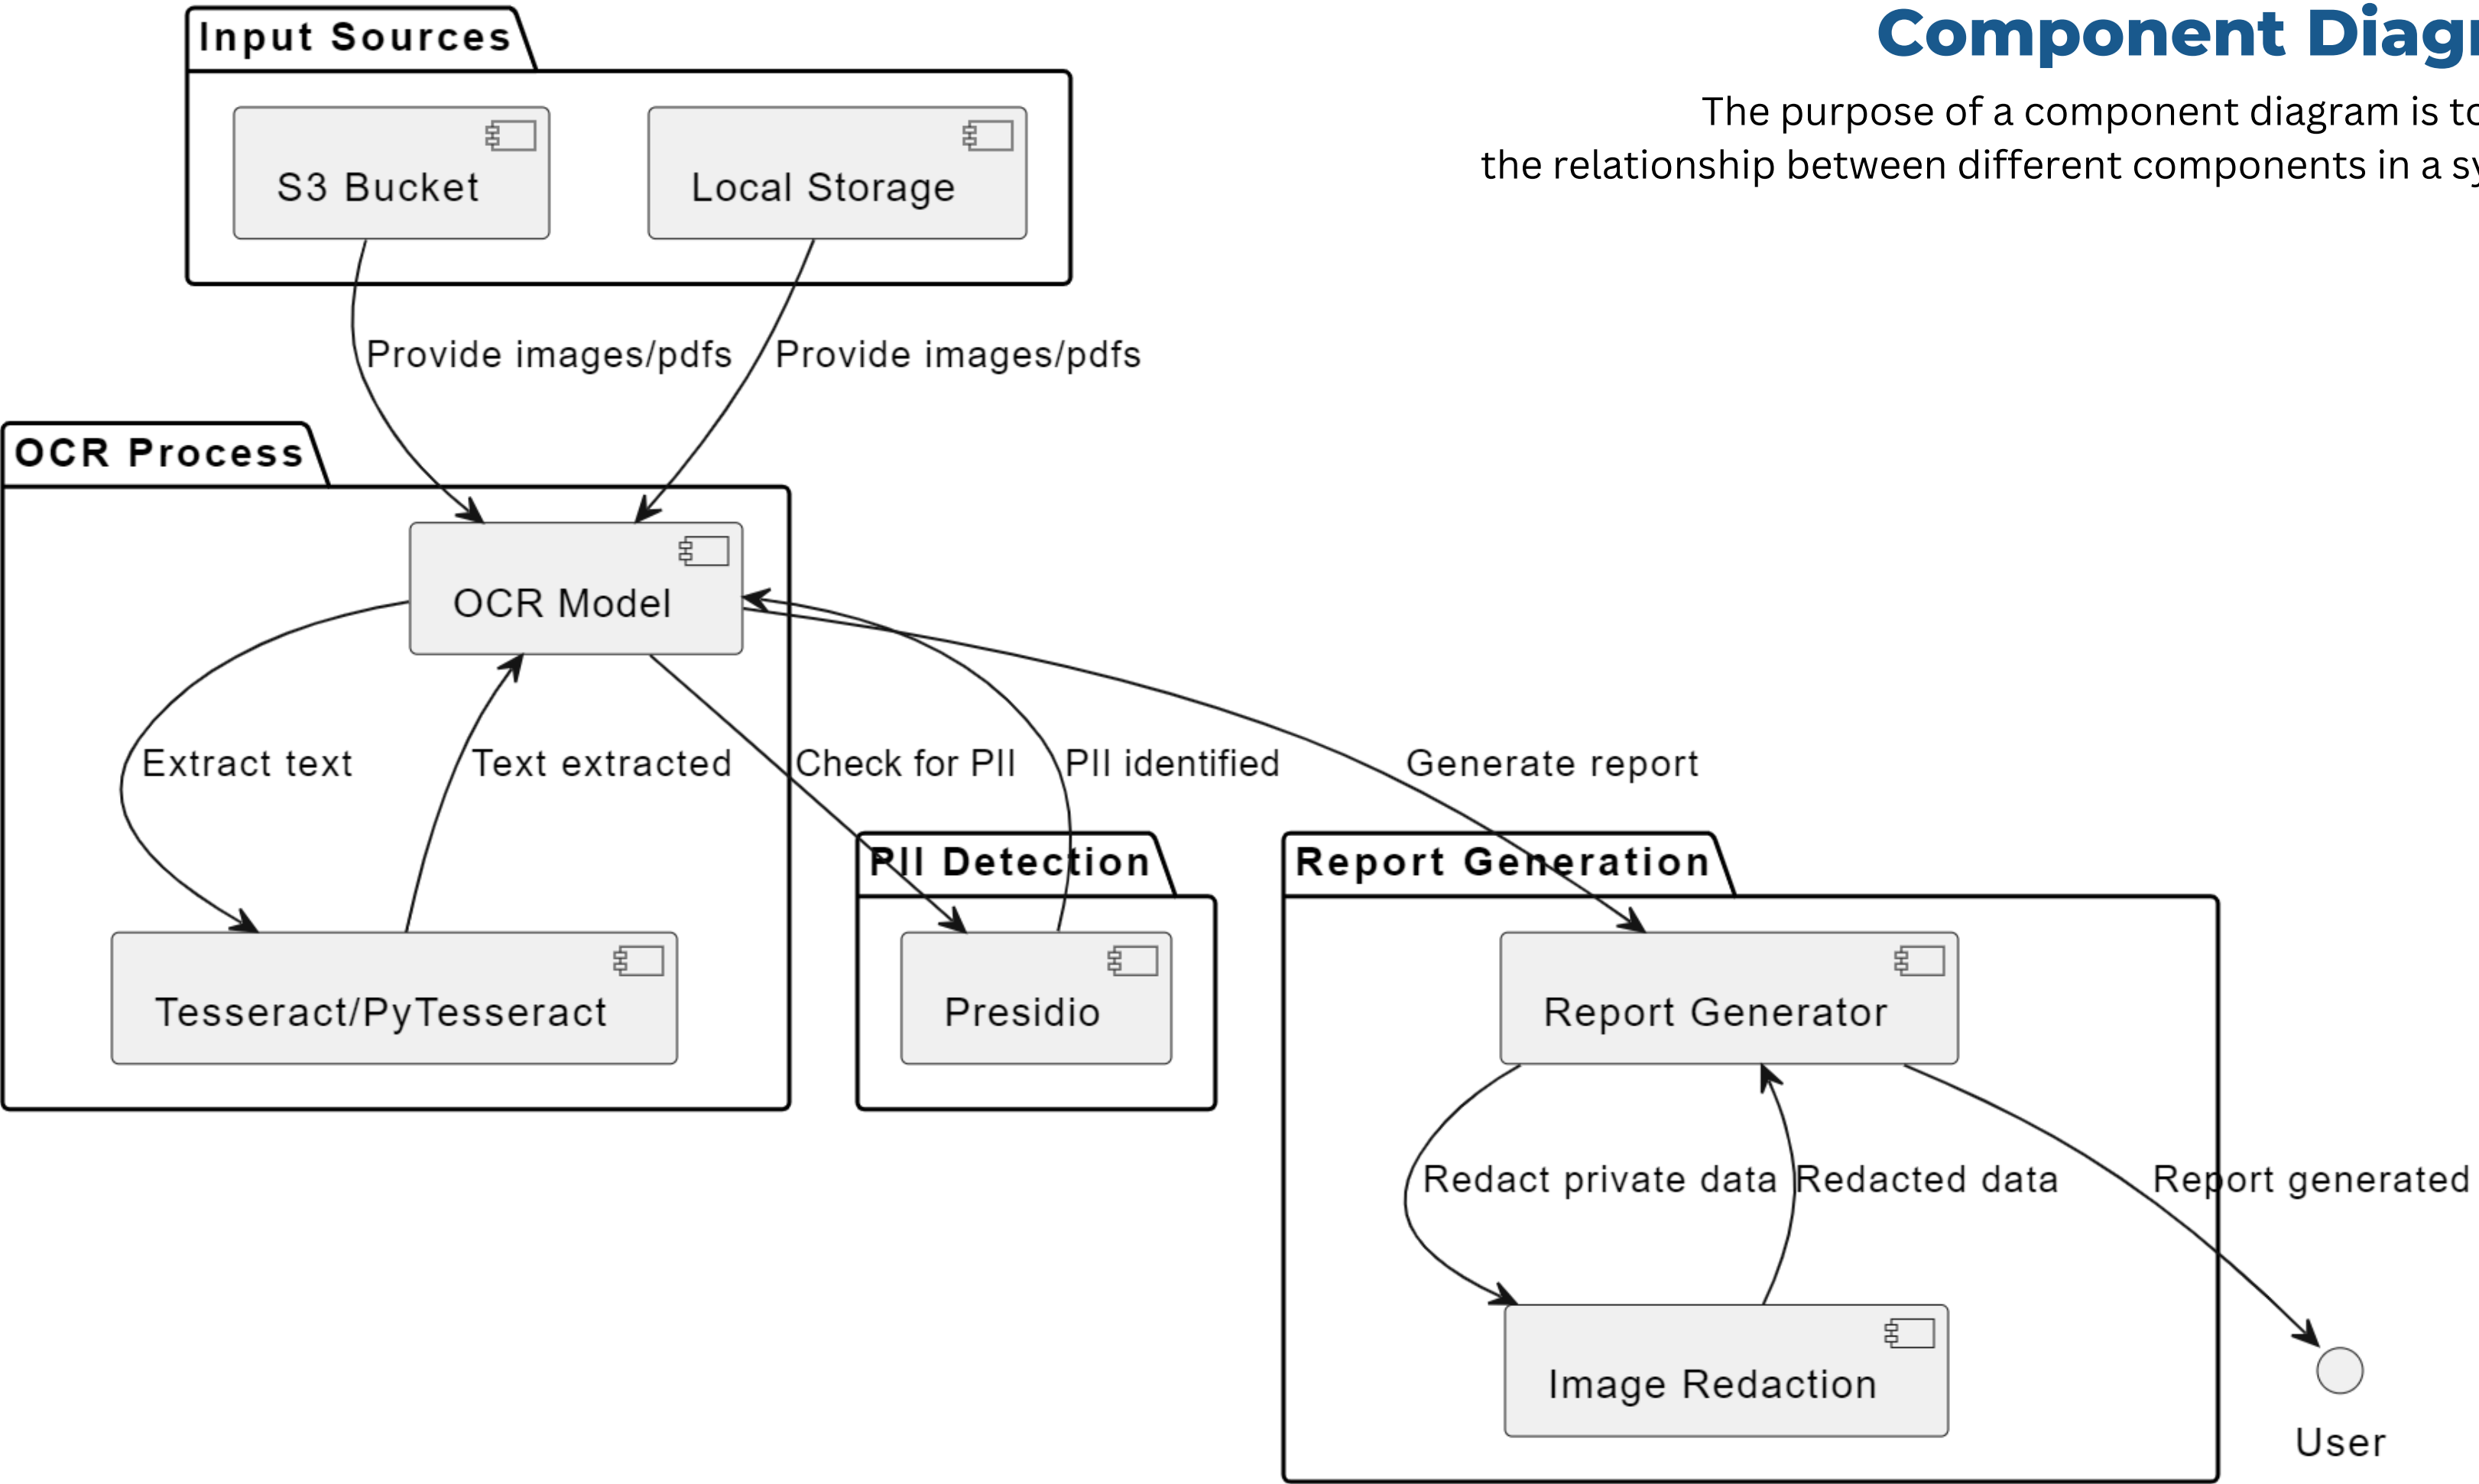 Input Sources
S3 Bucket
Local Storage
Component
The purpose of a component diagram is
the relationship between different components in a
Provide images/pdfs
Provide images/pdfs
OCR Process
OCR Model
Extract text
Text extracted
Check for PII
PII identified
Generate report
PII Detection
Report Generation
Tesseract/PyTesseract
Presidio
Report Generator
Redact private data
Redacted data
Report generated
Image Redaction
User